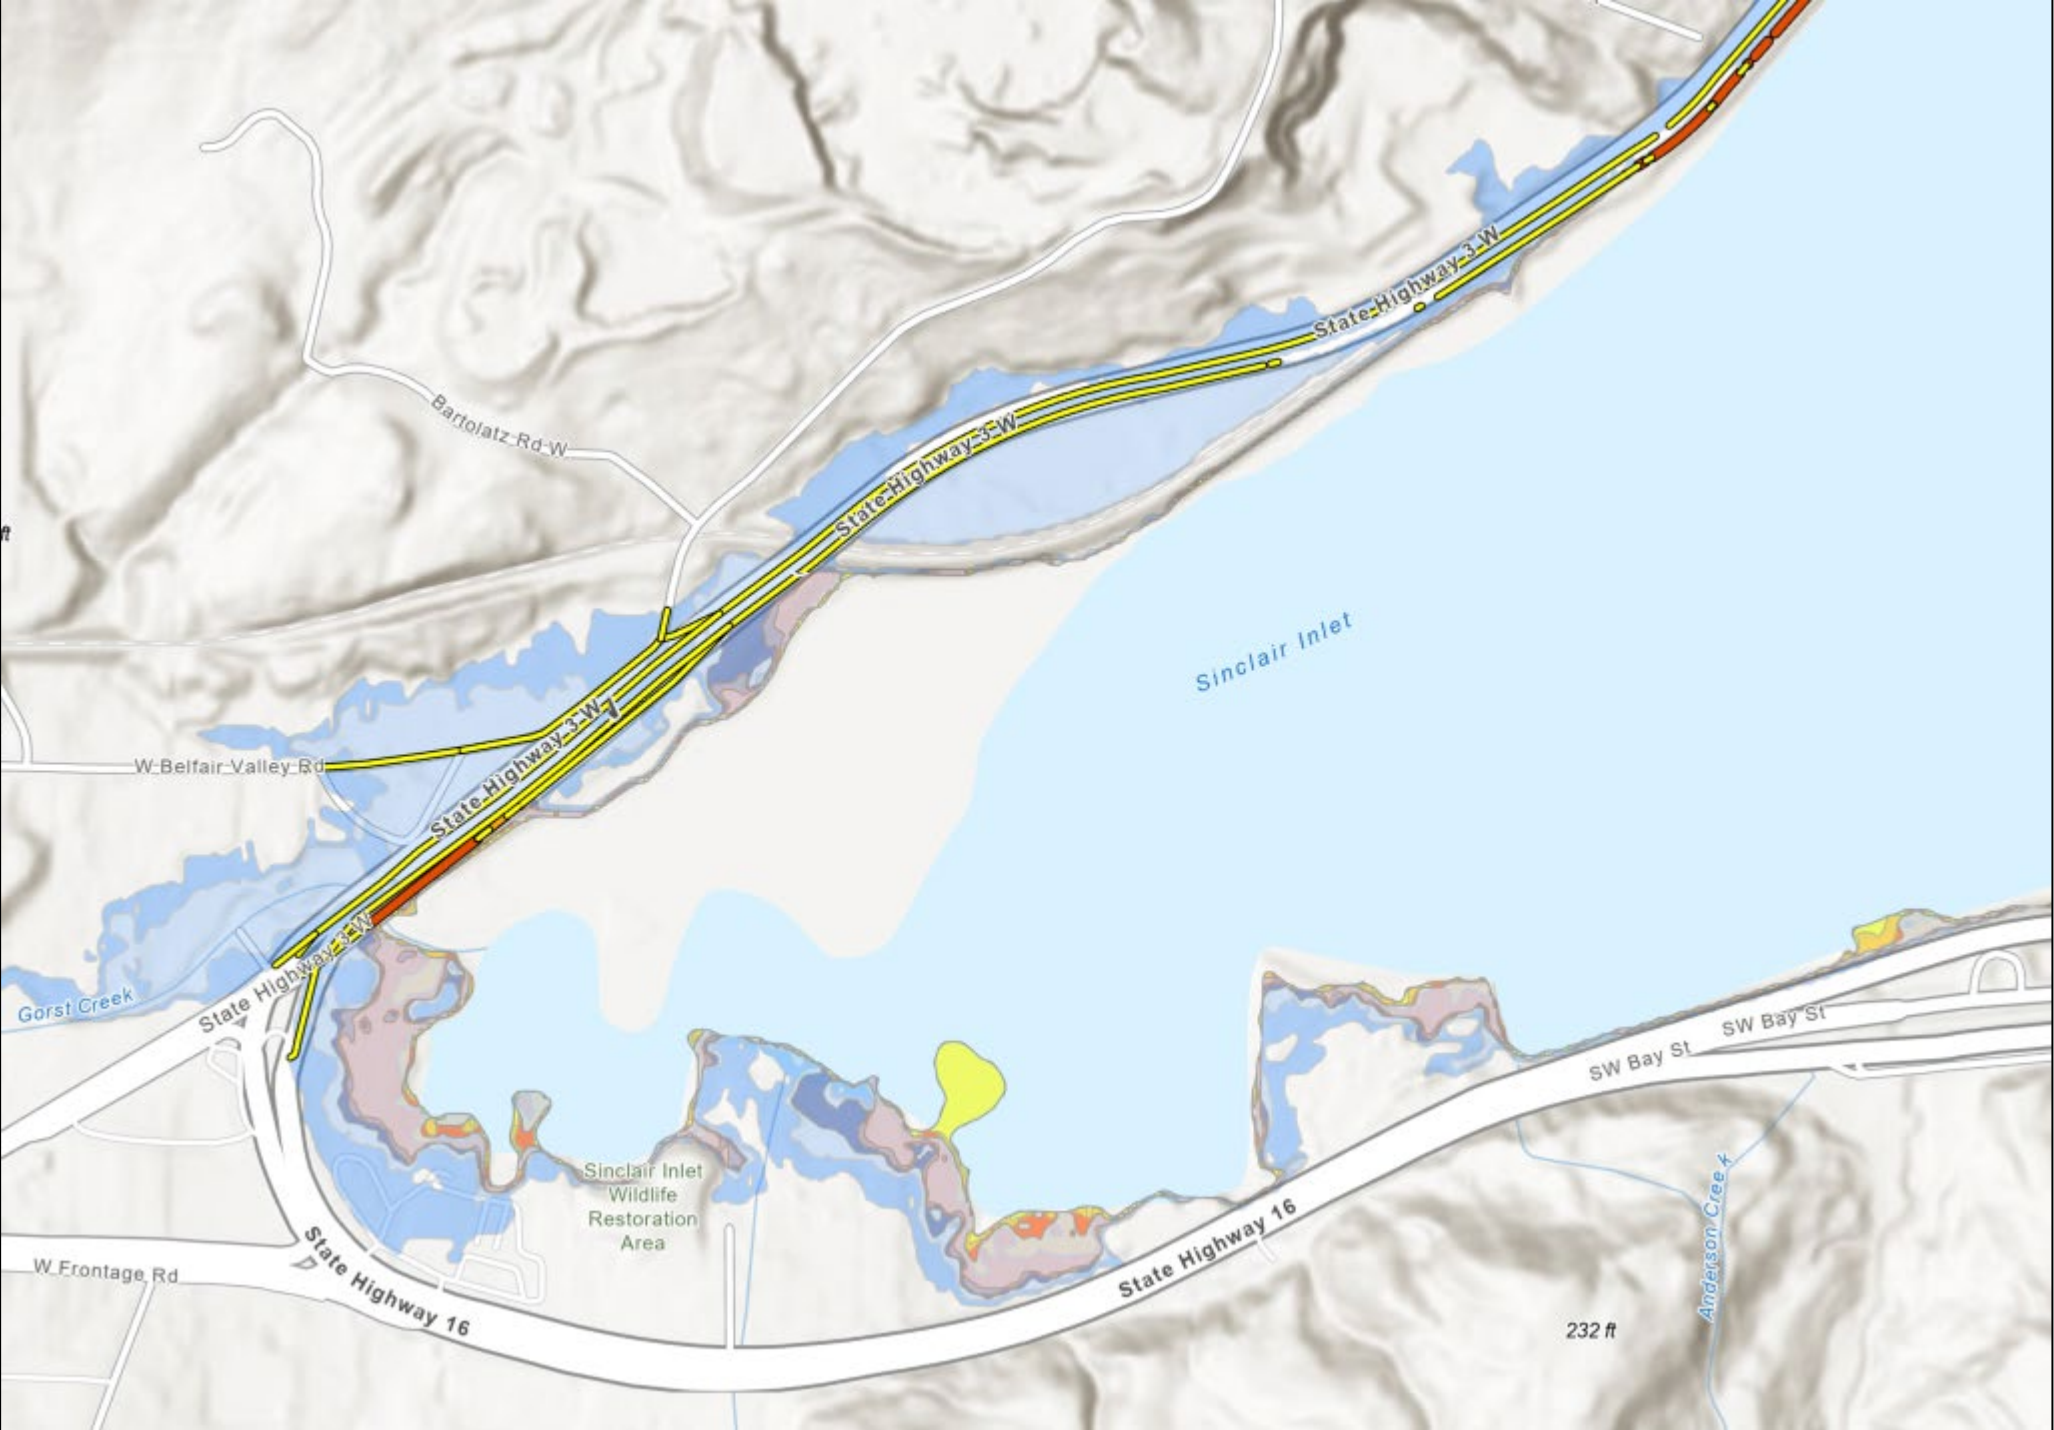 State Highway 3 W
State Highway 3 W
Bartolatz Rd W
State Highway 3 W
ft
Sinclair Inlet
State Highway 3 W
W Belfair Valley Rd
State Highway 3 W
Gorst Creek
SW Bay St
SW Bay St
Sinclair Inlet
Wildlife
Restoration
Area
Anderson Creek
State Highway 16
State Highway 16
W Frontage Rd
232 ft